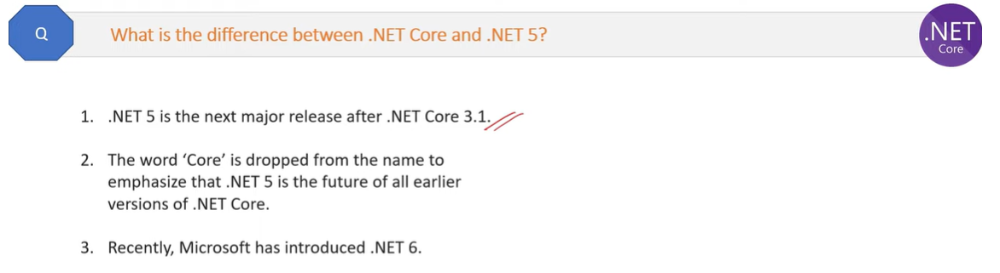 Q
What is the difference between .NET Core and .NET 5?
.NET
Core
1. .NET 5 is the next major release after .NET Core 3.1.
2. The word ‘Core’ is dropped from the name to
emphasize that .NET 5 is the future of all earlier
versions of .NET Core.
3. Recently, Microsoft has introduced .NET 6.